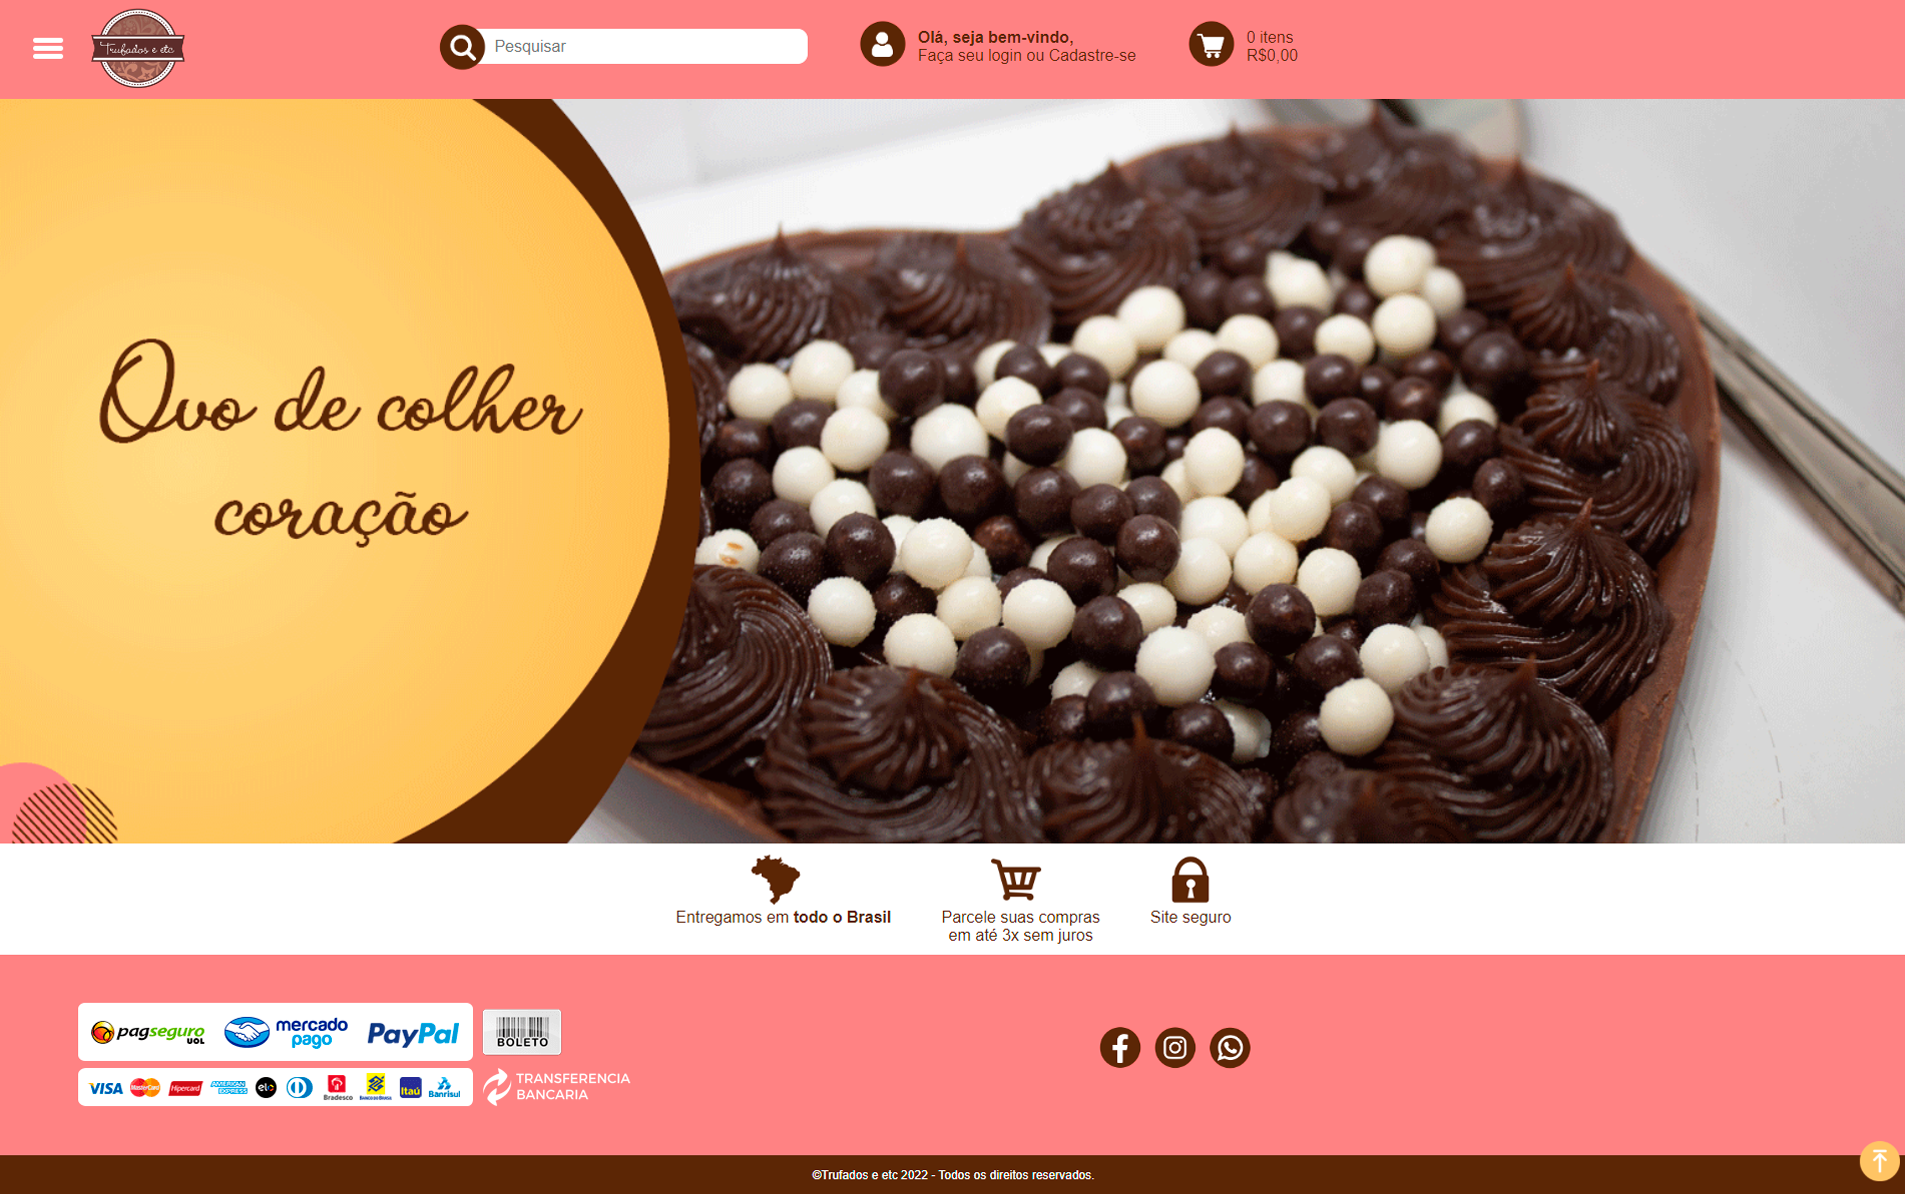 Trufados e etc
Pesquisar
Olá, seja bem-vindo,
Faça seu login ou Cadastre-se
0 itens
R$0,00
Ovo de colher
coração
Entregamos em todo o Brasil
Parcele suas compras
em até 3x sem juros
Site seguro
pagseguro
UOL
mercado
pago
PayPal
BOLETO
VISA
MasterCard
Hipercard
AMERICAN
EXPRESS
elo
Bradesco
BANCO DO BRASIL
Itaú
Banrisul
TRANSFERENCIA
BANCARIA
©Trufados e etc 2022 - Todos os direitos reservados.